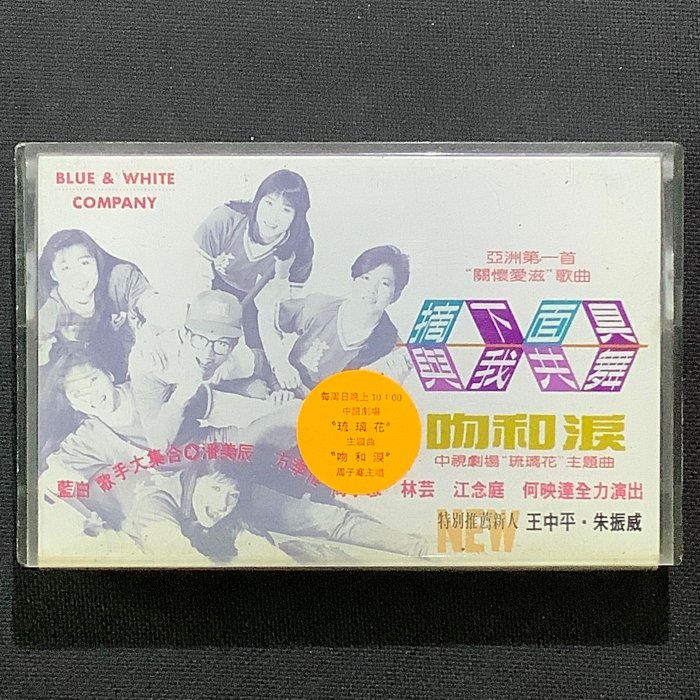 BLUE & WHITE
COMPANY
亞洲第一首
"關懷愛滋"歌曲
摘下面具
與我共舞
吻和淚
中視劇場"琉璃花"主題曲
每周日晚上10:00
中視劇場
"琉璃花"
主題曲
"吻和淚"
周子寒主唱
藍白 歌手大集合 潘美辰 方季惟 林芸 江念庭 何映達全力演出
特別推薦新人 王中平·朱振威
NEW